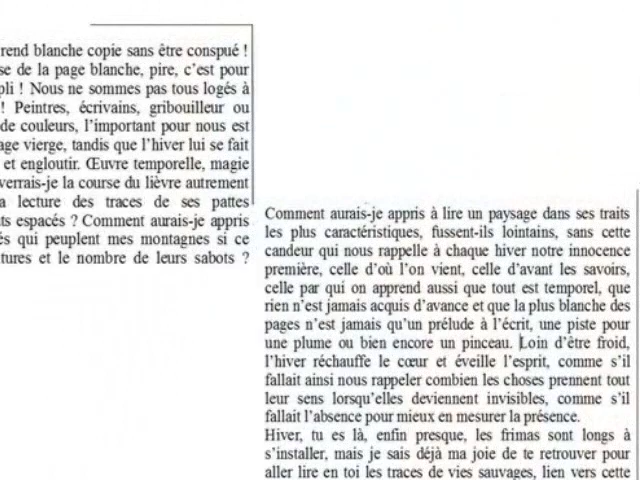 rend blanche copie sans être conspué !
se de la page blanche, pire, c'est pour
pli ! Nous ne sommes pas tous logés à
! Peintres, écrivains, gribouilleur ou
de couleurs, l'important pour nous est
age vierge, tandis que l'hiver lui se fait
et engloutir. Œuvre temporelle, magie
verrais-je la course du lièvre autrement
a lecture des traces de ses pattes
ts espacés ? Comment aurais-je appris
és qui peuplent mes montagnes si ce
tures et le nombre de leurs sabots ?
Comment aurais-je appris à lire un paysage dans ses traits
les plus caractéristiques, fussent-ils lointains, sans cette
candeur qui nous rappelle à chaque hiver notre innocence
première, celle d'où l'on vient, celle d'avant les savoirs,
celle par qui on apprend aussi que tout est temporel, que
rien n'est jamais acquis d'avance et que la plus blanche des
pages n'est jamais qu'un prélude à l'écrit, une piste pour
une plume ou bien encore un pinceau. Loin d'être froid,
l'hiver réchauffe le cœur et éveille l'esprit, comme s'il
fallait ainsi nous rappeler combien les choses prennent tout
leur sens lorsqu'elles deviennent invisibles, comme s'il
fallait l'absence pour mieux en mesurer la présence.
Hiver, tu es là, enfin presque, les frimas sont longs à
s'installer, mais je sais déjà ma joie de te retrouver pour
aller lire en toi les traces de vies sauvages, lien vers cette